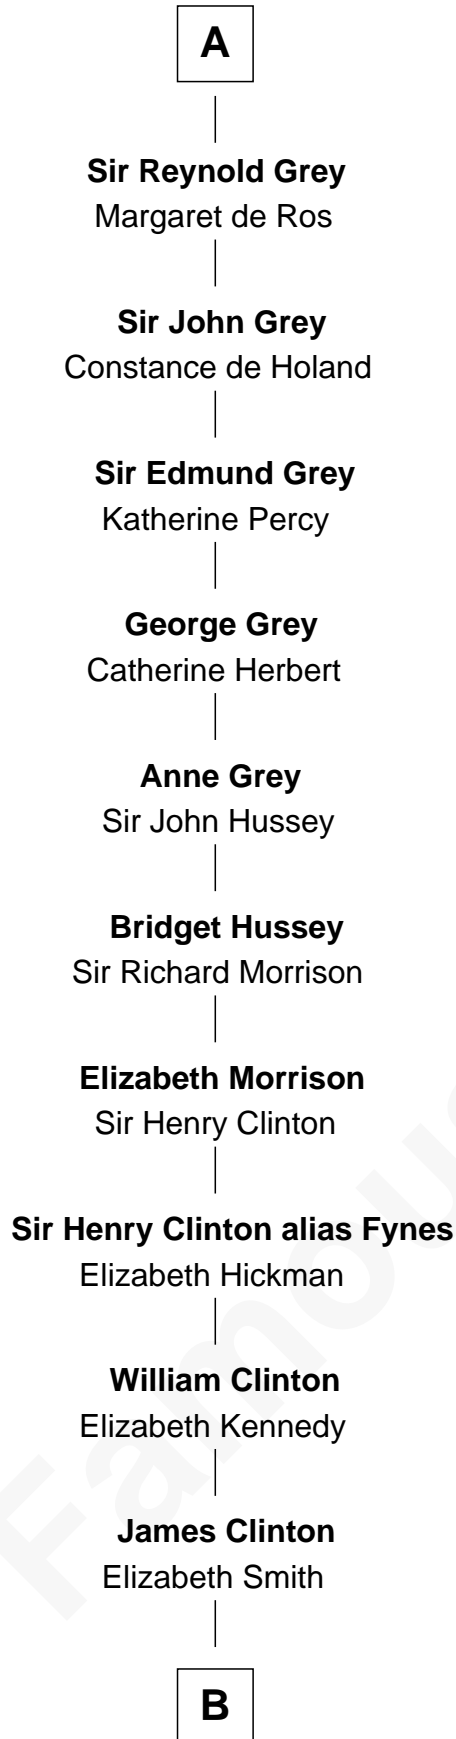 A
Sir Reynold Grey
Margaret de Ros
Sir John Grey
Constance de Holand
Sir Edmund Grey
Katherine Percy
George Grey
Catherine Herbert
Anne Grey
Sir John Hussey
Bridget Hussey
Sir Richard Morrison
Elizabeth Morrison
Sir Henry Clinton
Sir Henry Clinton alias Fynes
Elizabeth Hickman
William Clinton
Elizabeth Kennedy
James Clinton
Elizabeth Smith
B
Famous